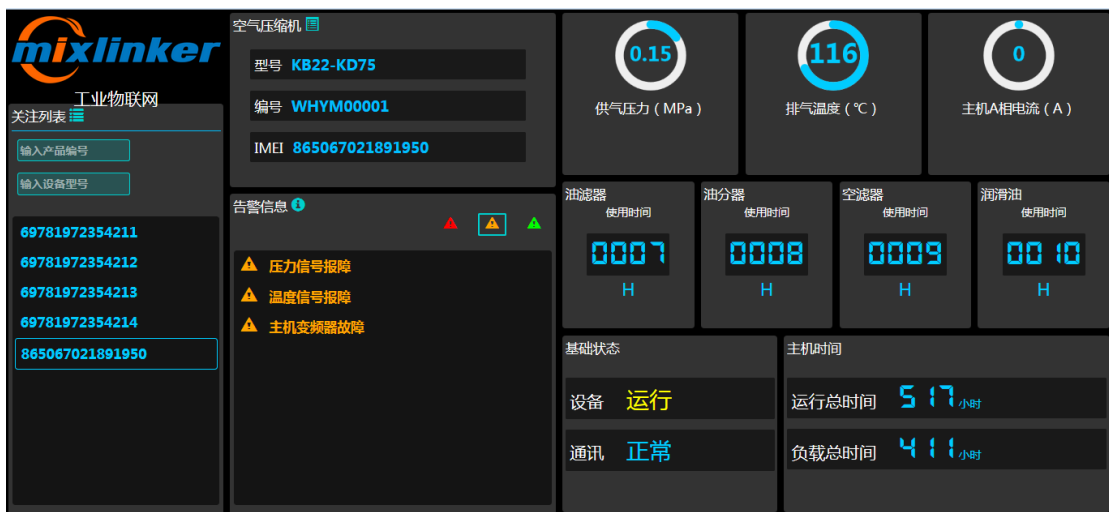 mixlinker
工业物联网
关注列表
输入产品编号
输入设备型号
69781972354211
69781972354212
69781972354213
69781972354214
865067021891950
空气压缩机
型号 KB22-KD75
编号 WHYM00001
IMEI 865067021891950
告警信息
压力信号报障
温度信号报障
主机变频器故障
0.15
供气压力（MPa）
116
排气温度（℃）
0
主机A相电流（A）
油滤器
使用时间
0007
H
油分器
使用时间
0008
H
空滤器
使用时间
0009
H
润滑油
使用时间
0010
H
基础状态
设备 运行
通讯 正常
主机时间
运行总时间 517小时
负载总时间 411小时